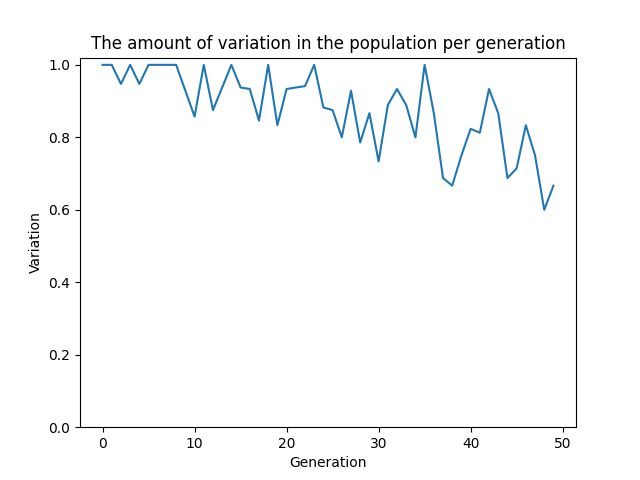 The amount of variation in the population per generation
1.0
0.8
0.6
0.4
0.2
0.0
Variation
0 10 20 30 40 50
Generation